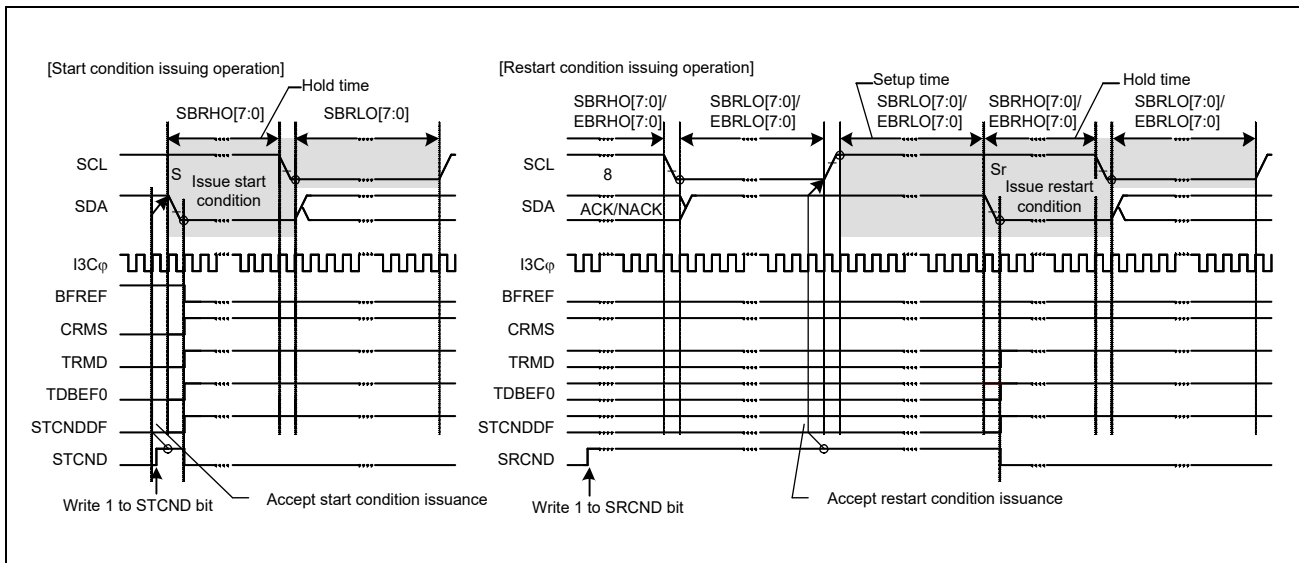 [Start condition issuing operation]
Hold time
SBRHO[7:0]
SBRLO[7:0]
SCL
S
Issue start
condition
SDA
I3Cφ
BFREF
CRMS
TRMD
TDBEF0
STCNDDF
STCND
Accept start condition issuance
Write 1 to STCND bit
[Restart condition issuing operation]
Setup time
Hold time
SBRHO[7:0]/
EBRHO[7:0]
SBRLO[7:0]/
EBRLO[7:0]
SBRLO[7:0]/
EBRLO[7:0]
SBRHO[7:0]/
EBRHO[7:0]
SBRLO[7:0]/
EBRLO[7:0]
SCL
8
Sr
Issue restart
condition
SDA
ACK/NACK
I3Cφ
BFREF
CRMS
TRMD
TDBEF0
STCNDDF
SRCND
Accept restart condition issuance
Write 1 to SRCND bit